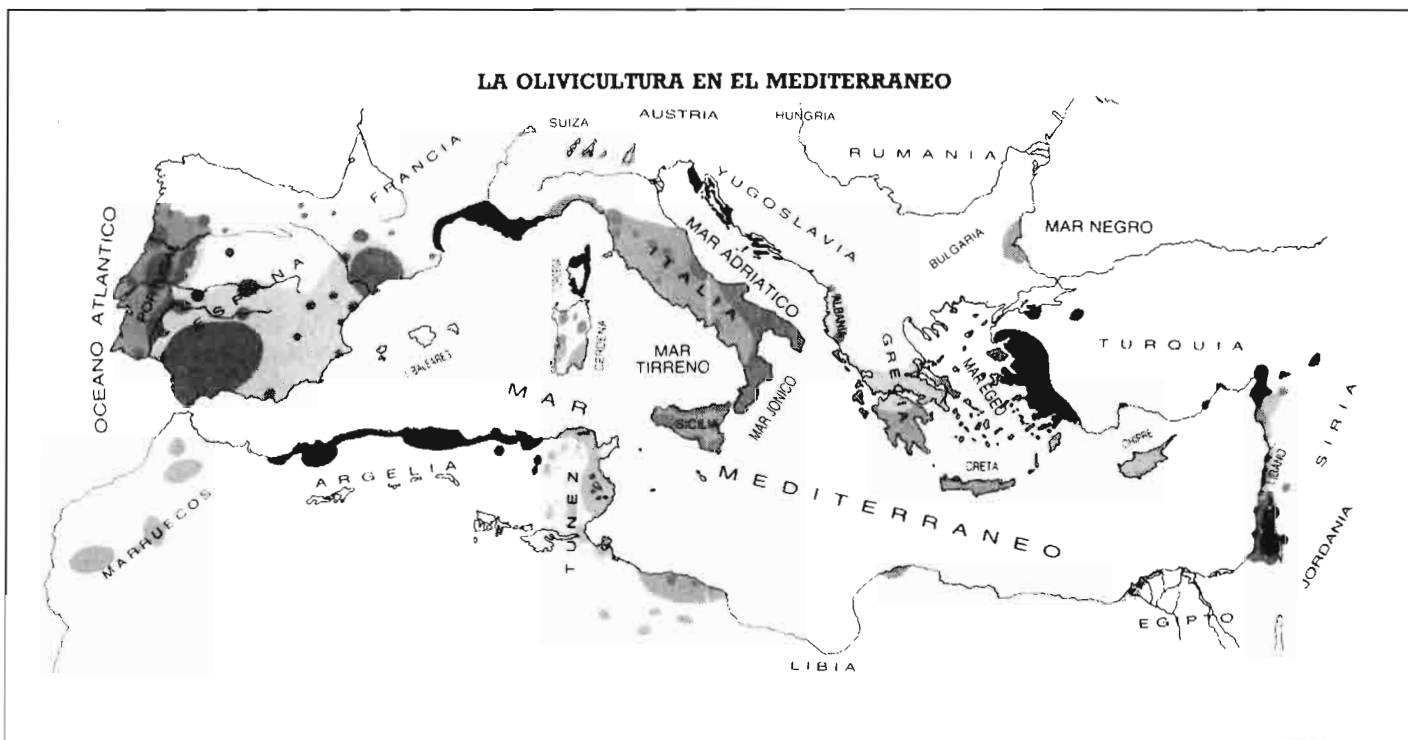 LA OLIVICULTURA EN EL MEDITERRANEO
SUIZA
AUSTRIA
HUNGRIA
RUMANIA
FRANCIA
YUGOSLAVIA
MAR NEGRO
BULGARIA
OCEANO ATLANTICO
PORTUGAL
ESPAÑA
ITALIA
MAR ADRIATICO
ALBANIA
BALEARES
CERDEÑA
MAR
TIRRENO
GRECIA
MAR EGEO
TURQUIA
MAR
MEDITERRANEO
SICILIA
MAR JONICO
CRETA
CHIPRE
LIBANO
SIRIA
JORDANIA
MARRUECOS
ARGELIA
TUNEZ
LIBIA
EGIPTO